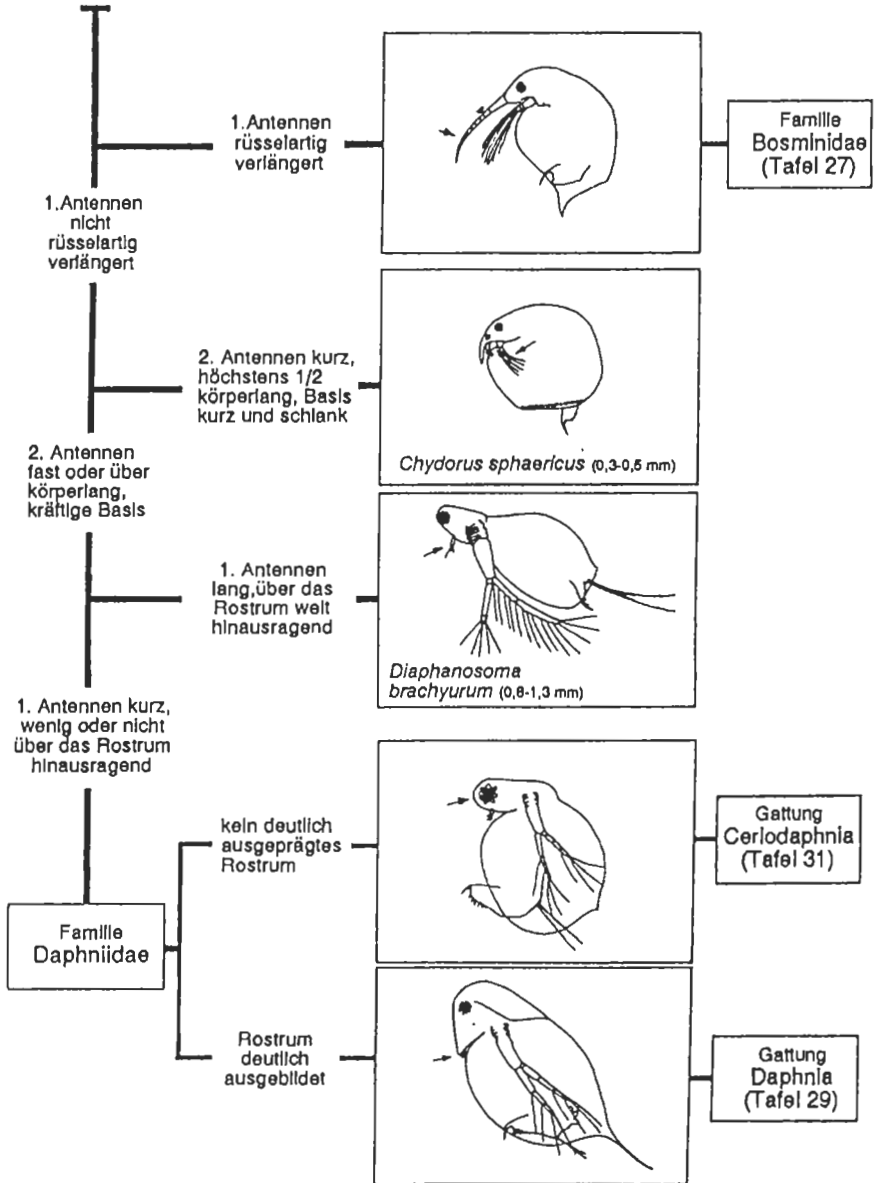 1.Antennen
rüsselartig
verlängert
Familie
Bosminidae
(Tafel 27)
1.Antennen
nicht
rüsselartig
verlängert
2. Antennen kurz,
höchstens 1/2
körperlang, Basis
kurz und schlank
Chydorus sphaericus (0,3-0,5 mm)
2. Antennen
fast oder über
körperlang,
kräftige Basis
1. Antennen
lang,über das
Rostrum weit
hinausragend
Diaphanosoma
brachyurum (0,8-1,3 mm)
1. Antennen kurz,
wenig oder nicht
über das Rostrum
hinausragend
kein deutlich
ausgeprägtes
Rostrum
Gattung
Ceriodaphnia
(Tafel 31)
Familie
Daphniidae
Rostrum
deutlich
ausgebildet
Gattung
Daphnia
(Tafel 29)